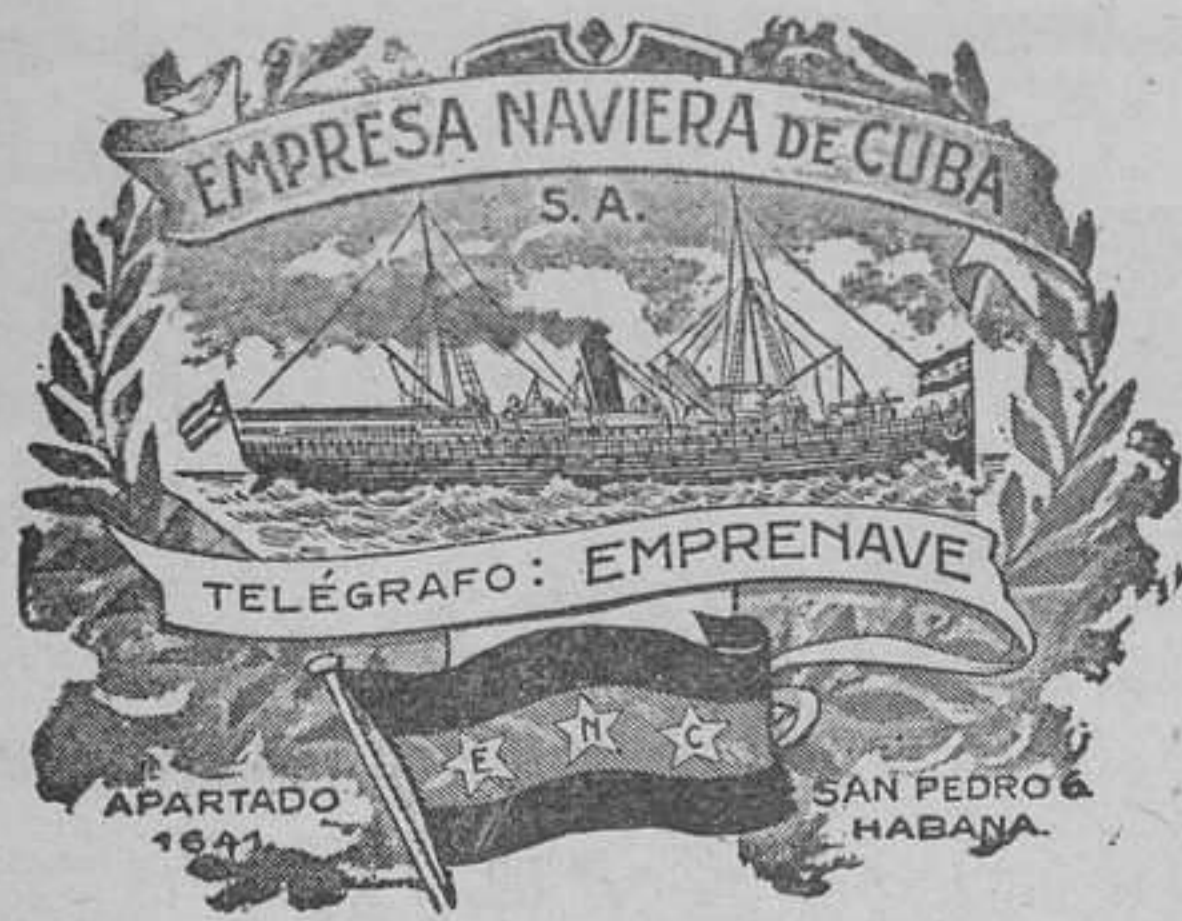 EMPRESA NAVIERA DE CUBA
S. A.
TELÉGRAFO: EMPRENAVE
E N. C
APARTADO
1641.
SAN PEDRO 6.
HABANA.